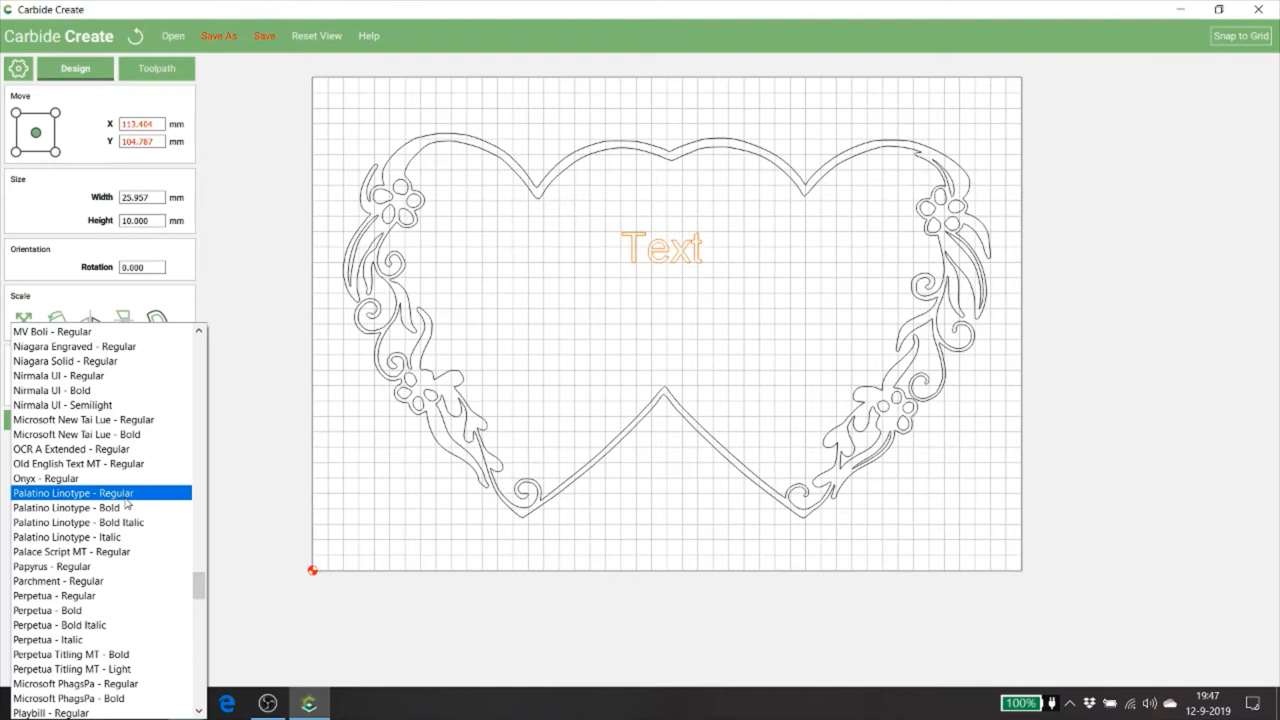 Carbide Create
Carbide Create Open Save As Save Reset View Help Snap to Grid
Design Toolpath
Move
X 113.404 mm
Y 104.787 mm
Size
Width 25.957 mm
Height 10.000 mm
Orientation
Rotation 0.000
Scale
Text
MV Boli - Regular
Niagara Engraved - Regular
Niagara Solid - Regular
Nirmala UI - Regular
Nirmala UI - Bold
Nirmala UI - Semilight
Microsoft New Tai Lue - Regular
Microsoft New Tai Lue - Bold
OCR A Extended - Regular
Old English Text MT - Regular
Onyx - Regular
Palatino Linotype - Regular
Palatino Linotype - Bold
Palatino Linotype - Bold Italic
Palatino Linotype - Italic
Palace Script MT - Regular
Papyrus - Regular
Parchment - Regular
Perpetua - Regular
Perpetua - Bold
Perpetua - Bold Italic
Perpetua - Italic
Perpetua Titling MT - Bold
Perpetua Titling MT - Light
Microsoft PhagsPa - Regular
Microsoft PhagsPa - Bold
Playbill - Regular
100%
19:47
12-9-2019